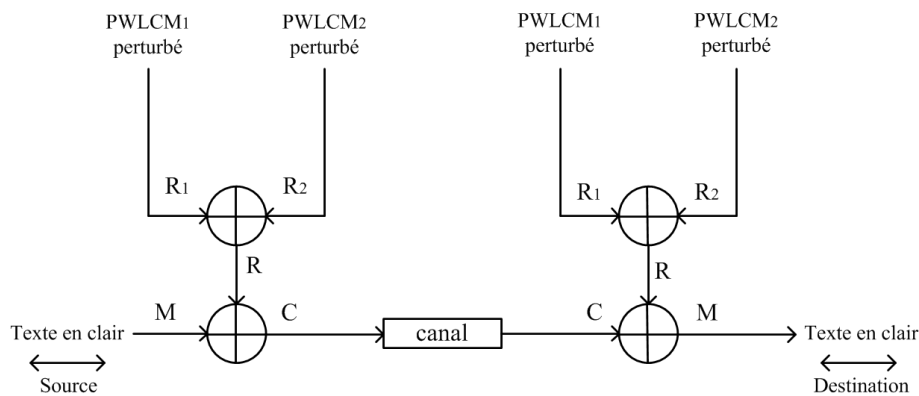 PWLCM1 PWLCM2 PWLCM1 PWLCM2
perturbé perturbé perturbé perturbé
R1 R2 R1 R2
R R
M C C M
Texte en clair canal Texte en clair
Source Destination